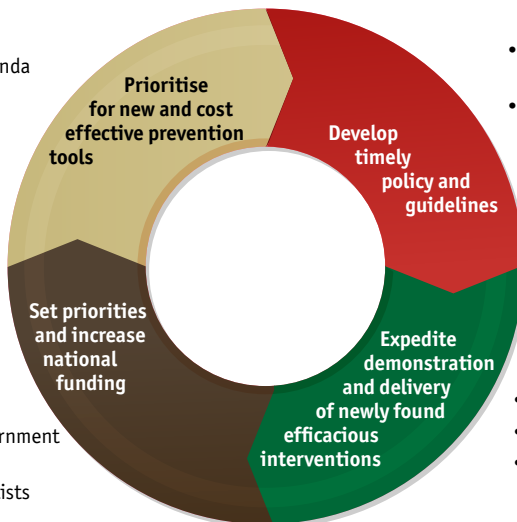 nda
Prioritise
for new and cost
effective prevention
tools
•
•
Develop
timely
policy and
guidelines
Set priorities
and increase
national
funding
Expedite
demonstration
and delivery
of newly found
efficacious
interventions
•
•
•
rnment
tists